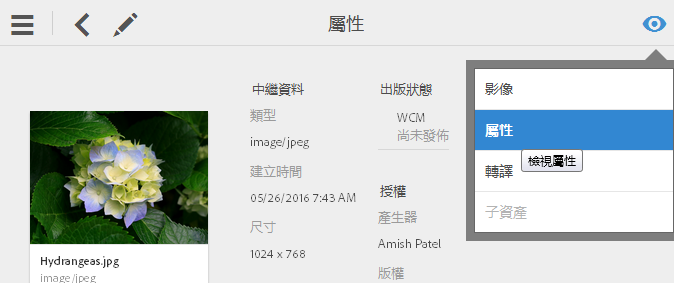 屬性
中繼資料
類型
image/jpeg
建立時間
05/26/2016 7:43 AM
尺寸
1024 x 768
出版狀態
WCM
尚未發佈
授權
產生器
Amish Patel
版權
影像
屬性
轉譯
檢視屬性
子資產
Hydrangeas.jpg
image/jpeg